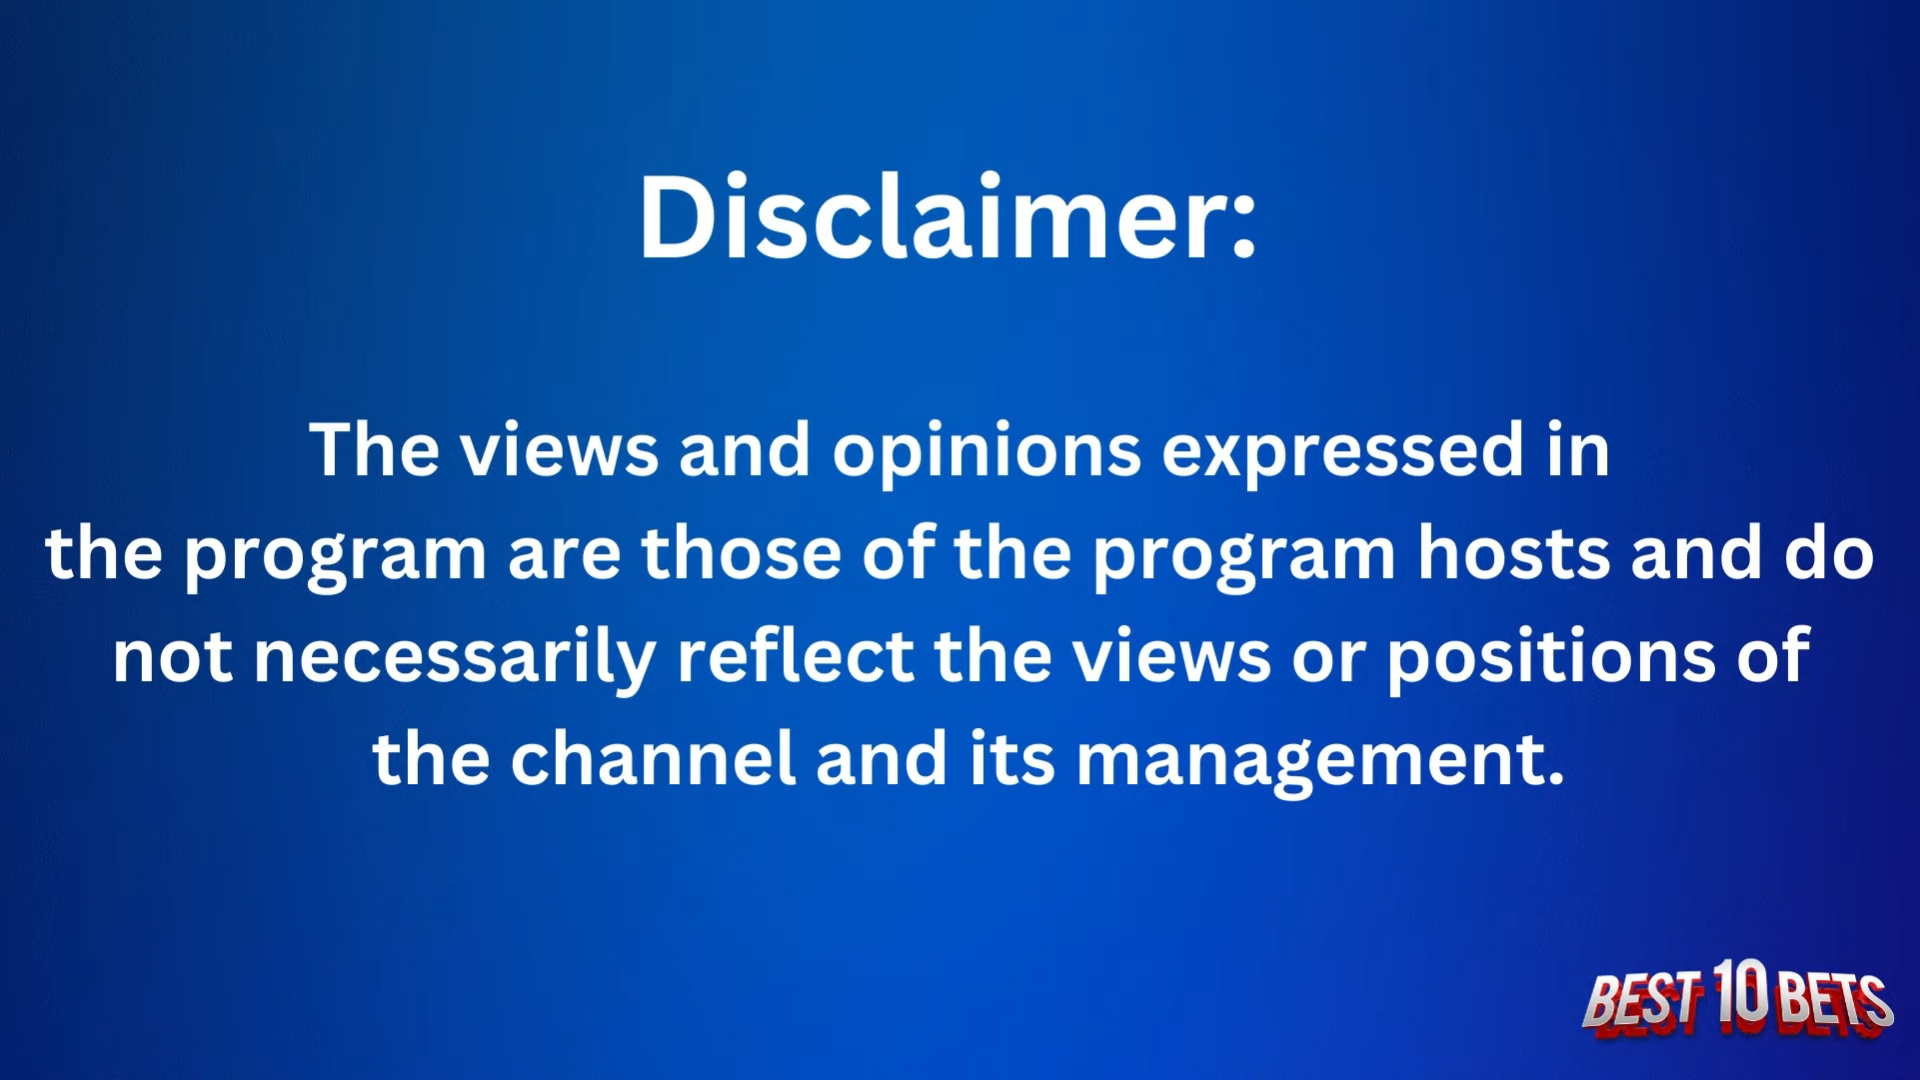 Disclaimer:
The views and opinions expressed in
the program are those of the program hosts and do
not necessarily reflect the views or positions of
the channel and its management.
BEST 10 BETS